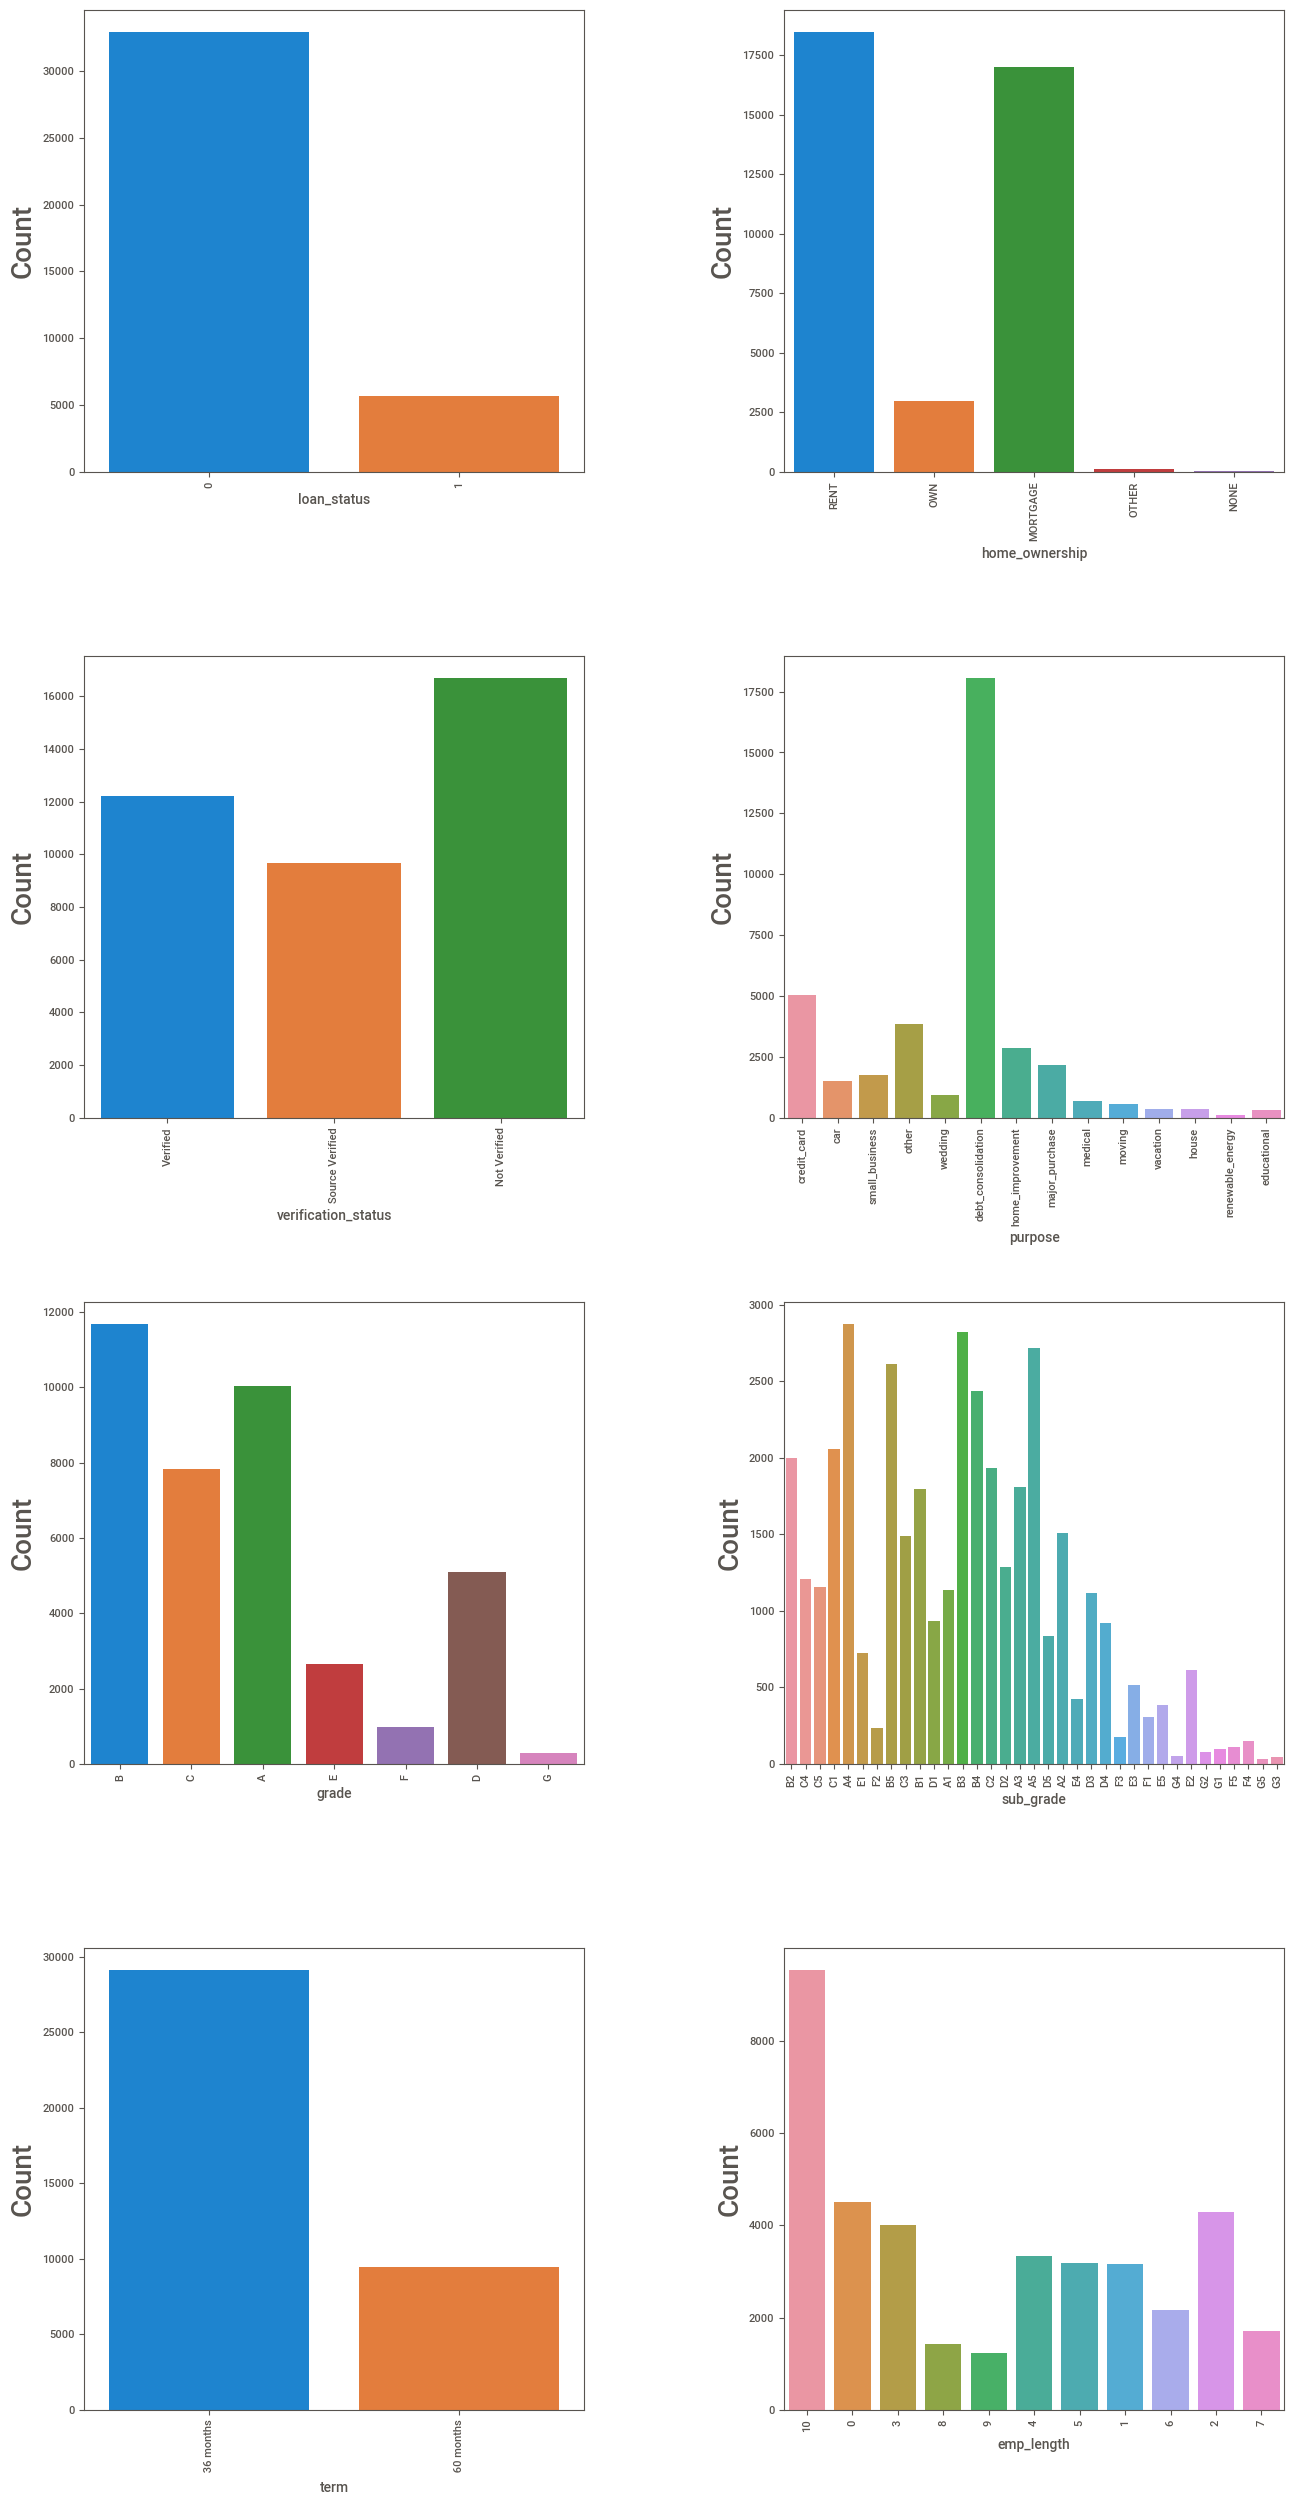 Count
30000
25000
20000
15000
10000
5000
0
0
1
loan_status
Count
17500
15000
12500
10000
7500
5000
2500
0
RENT
OWN
MORTGAGE
OTHER
NONE
home_ownership
Count
16000
14000
12000
10000
8000
6000
4000
2000
0
Verified
Source Verified
Not Verified
verification_status
Count
17500
15000
12500
10000
7500
5000
2500
0
credit_card
car
small_business
other
wedding
debt_consolidation
home_improvement
major_purchase
medical
moving
vacation
house
renewable_energy
educational
purpose
Count
12000
10000
8000
6000
4000
2000
0
B
C
A
E
F
D
G
grade
Count
3000
2500
2000
1500
1000
500
0
B2
C4
C5
C1
A4
E1
F2
B5
C3
B1
D1
A1
B3
B4
C2
D2
A3
A5
D5
A2
E4
D3
D4
F3
E3
F1
E5
G4
E2
G2
G1
F5
F4
G5
G3
sub_grade
Count
30000
25000
20000
15000
10000
5000
0
36 months
60 months
term
Count
8000
6000
4000
2000
0
10
0
3
8
9
4
5
1
6
2
7
emp_length